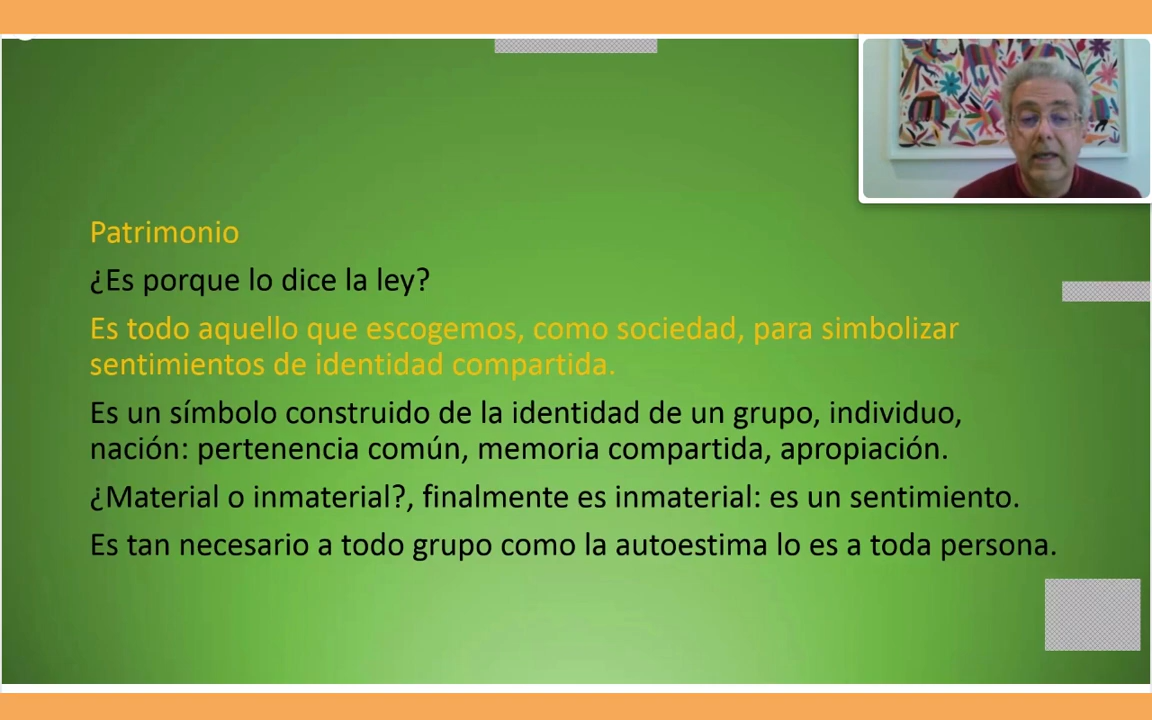 Patrimonio
¿Es porque lo dice la ley?
Es todo aquello que escogemos, como sociedad, para simbolizar
sentimientos de identidad compartida.
Es un símbolo construido de la identidad de un grupo, individuo,
nación: pertenencia común, memoria compartida, apropiación.
¿Material o inmaterial?, finalmente es inmaterial: es un sentimiento.
Es tan necesario a todo grupo como la autoestima lo es a toda persona.